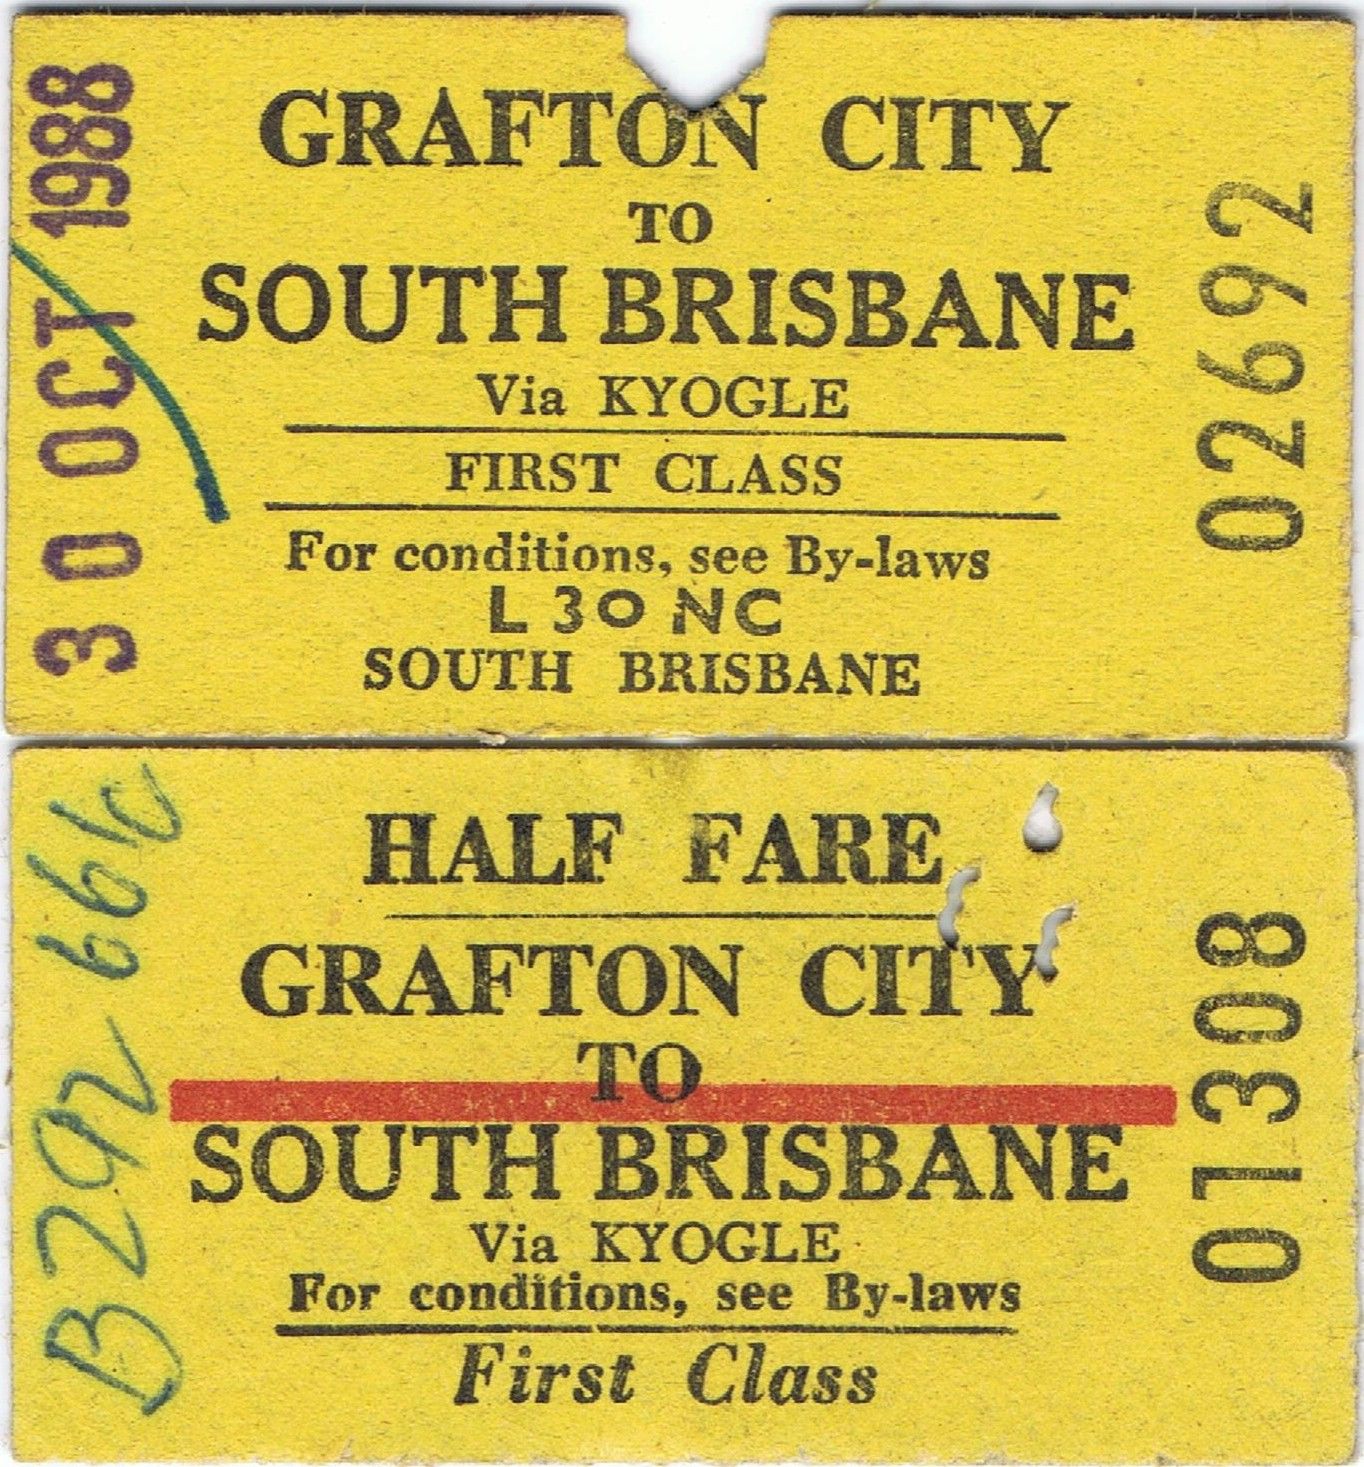 30 OCT 1988
GRAFTON CITY
TO
SOUTH BRISBANE
Via KYOGLE
FIRST CLASS
For conditions, see By-laws
L 30 NC
SOUTH BRISBANE
02692
HALF FARE
GRAFTON CITY
TO
SOUTH BRISBANE
Via KYOGLE
For conditions, see By-laws
First Class
01308